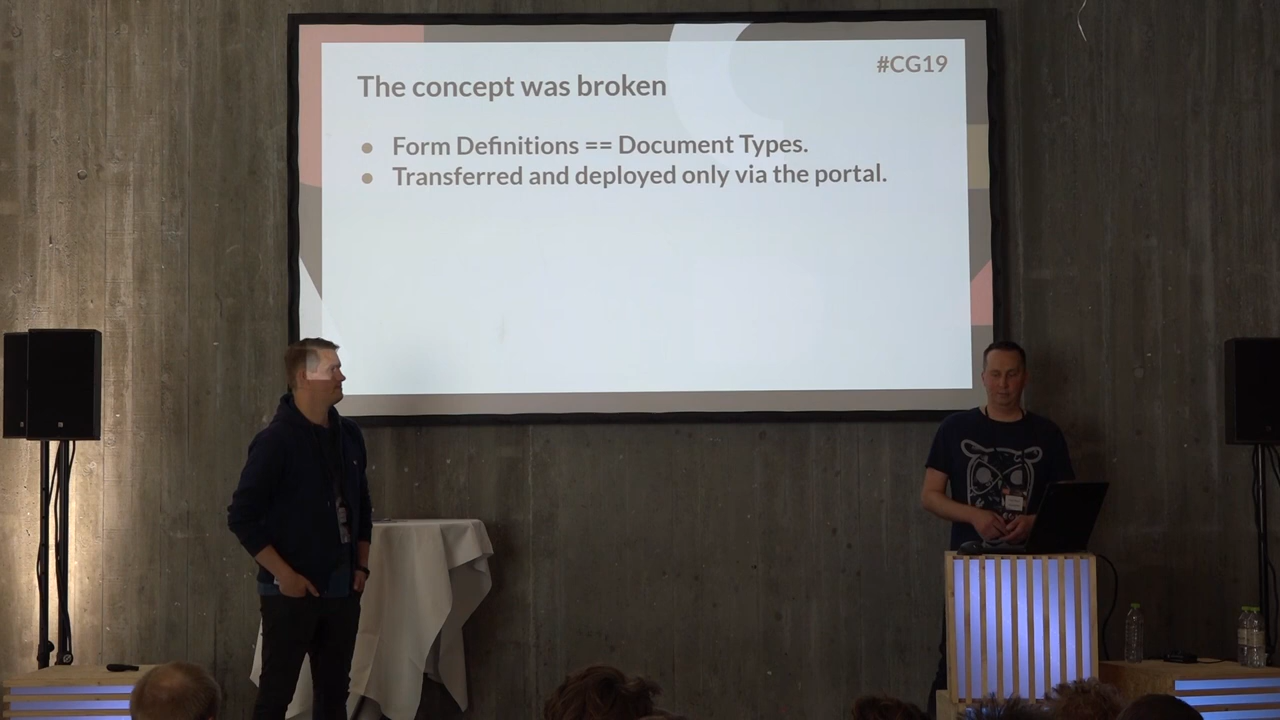 #CG19
The concept was broken
● Form Definitions == Document Types.
● Transferred and deployed only via the portal.